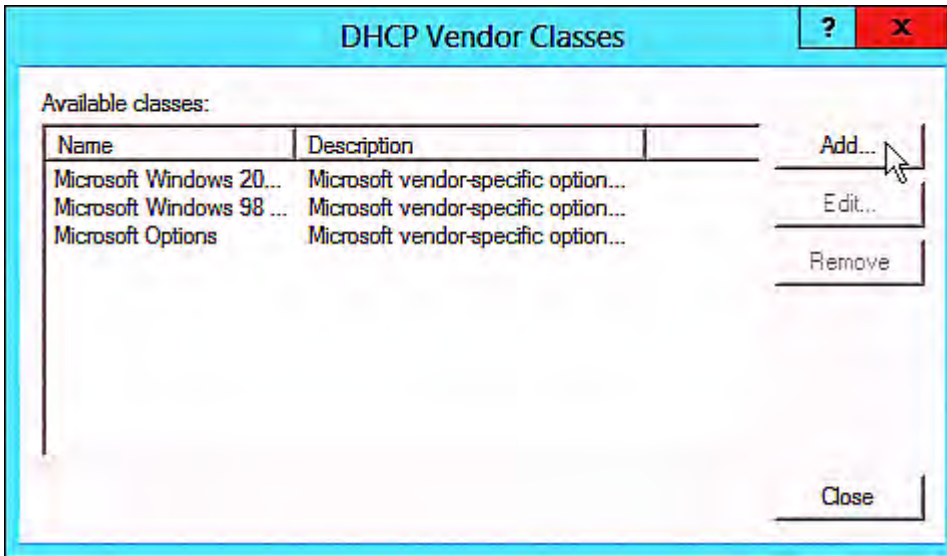 DHCP Vendor Classes ? x
Available classes:
Name Description
Add...
Microsoft Windows 20... Microsoft vendor-specific option...
Microsoft Windows 98 ... Microsoft vendor-specific option...
Edit...
Microsoft Options Microsoft vendor-specific option...
Remove
Close